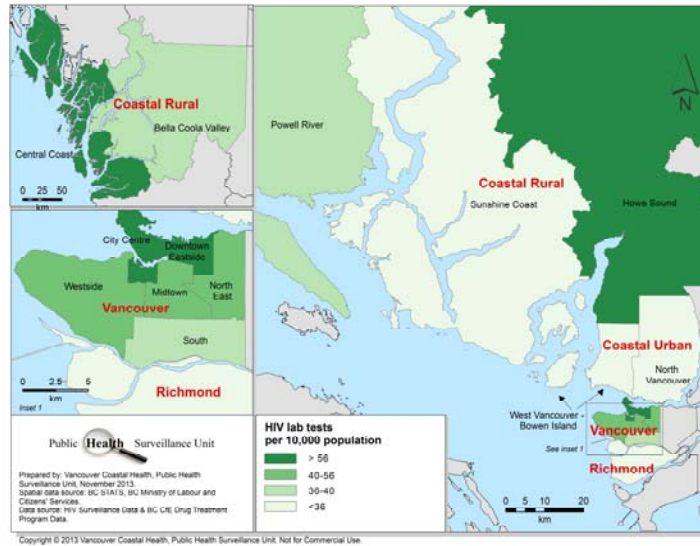 Coastal Rural
Bella Coola Valley
Central Coast
0 25 50
km
City Centre
Downtown
Eastside
Westside
Midtown
North
East
Vancouver
South
0 2.5 5
km
Inset 1
Richmond
Public Health Surveillance Unit
Prepared by: Vancouver Coastal Health, Public Health
Surveillance Unit, November 2013.
Spatial data source: BC STATS, BC Ministry of Labour and
Citizens' Services.
Data source: HIV Surveillance Data & BC CfE Drug Treatment
Program Data.
Powell River
Coastal Rural
Sunshine Coast
N
Howe Sound
Coastal Urban
North
Vancouver
West Vancouver -
Bowen Island
Vancouver
See inset 1
Richmond
HIV lab tests
per 10,000 population
> 56
40-56
36-40
<36
0 10 20
km
Copyright © 2013 Vancouver Coastal Health, Public Health Surveillance Unit. Not for Commercial Use.